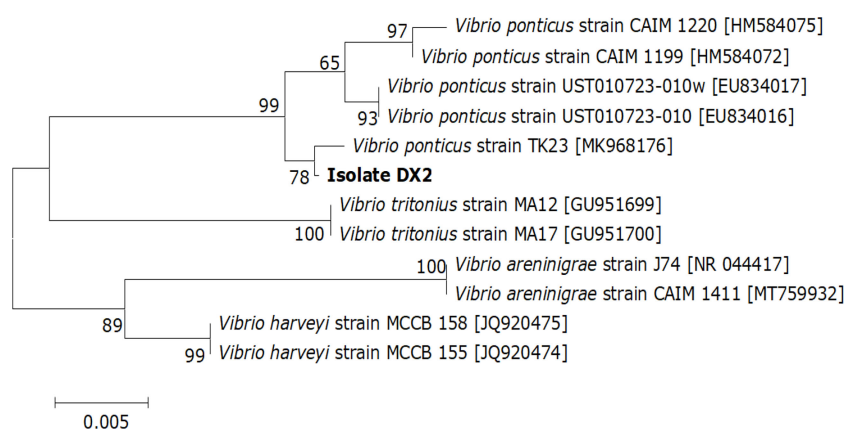 97 Vibrio ponticus strain CAIM 1220 [HM584075]
Vibrio ponticus strain CAIM 1199 [HM584072]
65
Vibrio ponticus strain UST010723-010w [EU834017]
99
93 Vibrio ponticus strain UST010723-010 [EU834016]
Vibrio ponticus strain TK23 [MK968176]
78 Isolate DX2
Vibrio tritonius strain MA12 [GU951699]
100 Vibrio tritonius strain MA17 [GU951700]
100 Vibrio areninigrae strain J74 [NR 044417]
Vibrio areninigrae strain CAIM 1411 [MT759932]
89
Vibrio harveyi strain MCCB 158 [JQ920475]
99 Vibrio harveyi strain MCCB 155 [JQ920474]
0.005